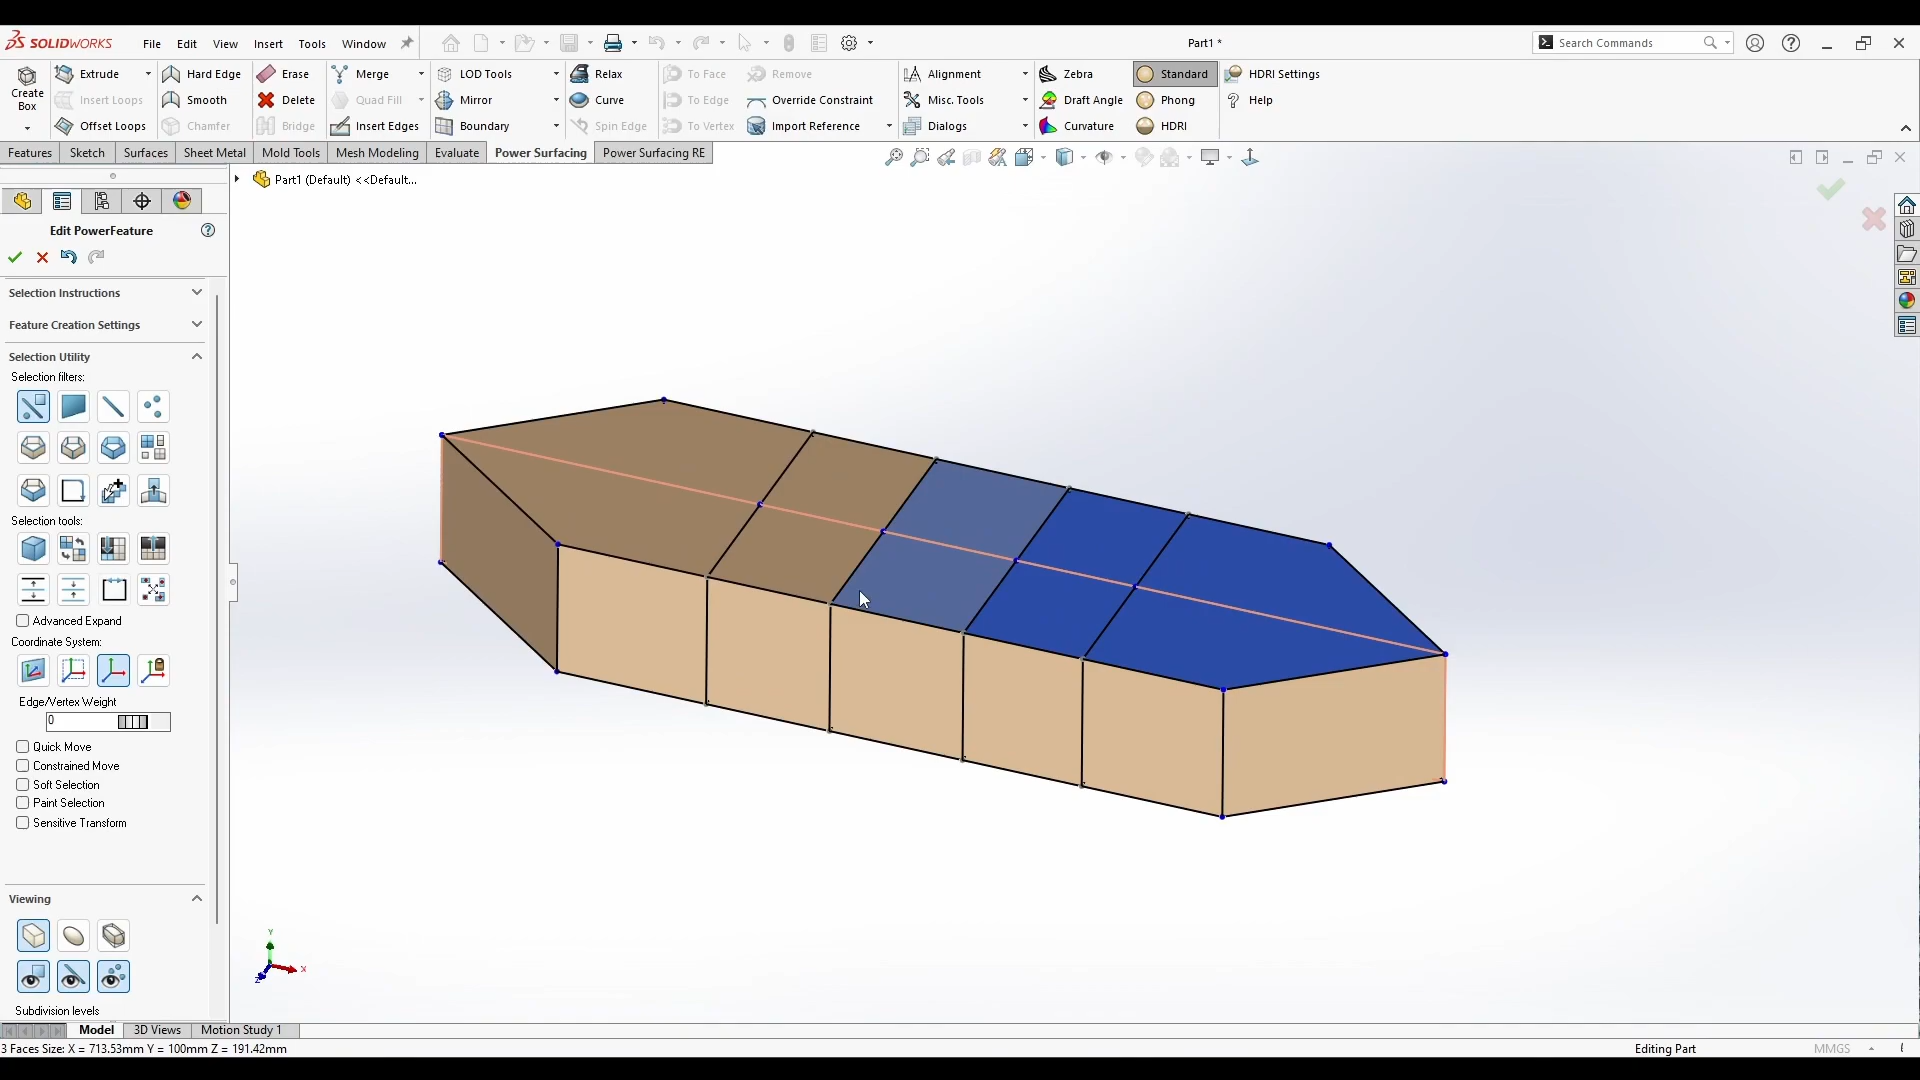 SOLIDWORKS File Edit View Insert Tools Window Part1 * Search Commands
Create Box Extrude Hard Edge Erase Merge LOD Tools Relax To Face Remove Alignment Zebra Standard HDRI Settings
Insert Loops Smooth Delete Quad Fill Mirror Curve To Edge Override Constraint Misc. Tools Draft Angle Phong Help
Offset Loops Chamfer Bridge Insert Edges Boundary Spin Edge To Vertex Import Reference Dialogs Curvature HDRI
Features Sketch Surfaces Sheet Metal Mold Tools Mesh Modeling Evaluate Power Surfacing Power Surfacing RE
Part1 (Default) <<Default...
Edit PowerFeature
Selection Instructions
Feature Creation Settings
Selection Utility
Selection filters:
Selection tools:
Advanced Expand
Coordinate System:
Edge/Vertex Weight
0
Quick Move
Constrained Move
Soft Selection
Paint Selection
Sensitive Transform
Viewing
Y
X
Z
Subdivision levels
Model 3D Views Motion Study 1
3 Faces Size: X = 713.53mm Y = 100mm Z = 191.42mm Editing Part MMGS